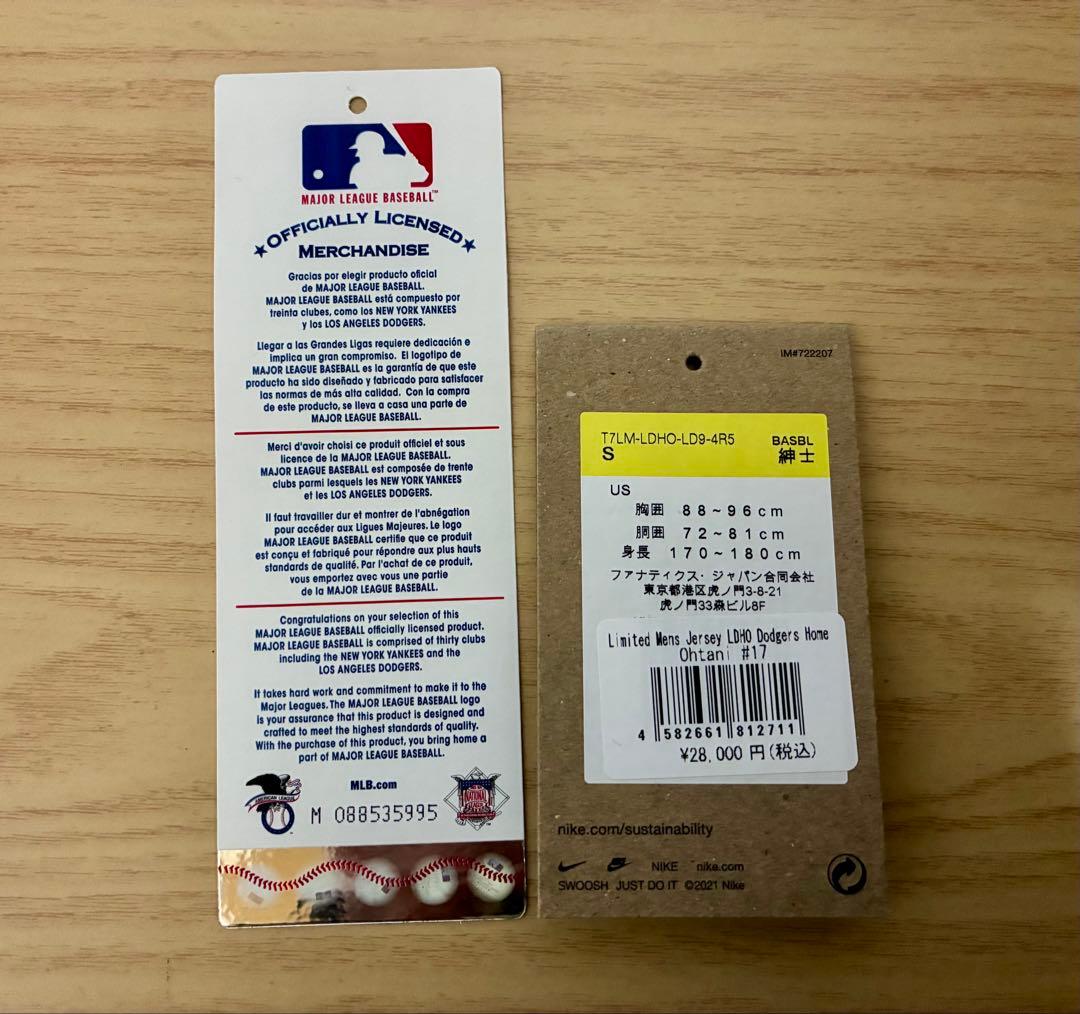 MAJOR LEAGUE BASEBALL™
★OFFICIALLY LICENSED★
MERCHANDISE
Gracias por elegir producto oficial
de MAJOR LEAGUE BASEBALL.
MAJOR LEAGUE BASEBALL está compuesto por
treinta clubes, como los NEW YORK YANKEES
y los LOS ANGELES DODGERS.
Llegar a las Grandes Ligas requiere dedicación e
implica un gran compromiso. El logotipo de
MAJOR LEAGUE BASEBALL es la garantía de que este
producto ha sido diseñado y fabricado para satisfacer
las normas de más alta calidad. Con la compra
de este producto, se lleva a casa una parte de
MAJOR LEAGUE BASEBALL.
Merci d'avoir choisi ce produit officiel et sous
licence de la MAJOR LEAGUE BASEBALL.
MAJOR LEAGUE BASEBALL est composée de trente
clubs parmi lesquels les NEW YORK YANKEES
et les LOS ANGELES DODGERS.
Il faut travailler dur et montrer de l'abnégation
pour accéder aux Ligues Majeures. Le logo
MAJOR LEAGUE BASEBALL certifie que ce produit
est conçu et fabriqué pour répondre aux plus hauts
standards de qualité. Par l'achat de ce produit,
vous emportez avec vous une partie
de la MAJOR LEAGUE BASEBALL.
Congratulations on your selection of this
MAJOR LEAGUE BASEBALL officially licensed product.
MAJOR LEAGUE BASEBALL is comprised of thirty clubs
including the NEW YORK YANKEES and the
LOS ANGELES DODGERS.
It takes hard work and commitment to make it to the
Major Leagues. The MAJOR LEAGUE BASEBALL logo
is your assurance that this product is designed and
crafted to meet the highest standards of quality.
With the purchase of this product, you bring home a
part of MAJOR LEAGUE BASEBALL.
MLB.com
AMERICAN LEAGUE
NATIONAL
M 088535995
IM#722207
T7LM-LDHO-LD9-4R5 BASBL
S 紳士
US
胸囲 88~96cm
胴囲 72~81cm
身長 170~180cm
ファナティクス・ジャパン合同会社
東京都港区虎ノ門3-8-21
虎ノ門33森ビル8F
Limited Mens Jersey LDHO Dodgers Home
Ohtani #17
4 582661 812711
¥28,000 円(税込)
nike.com/sustainability
NIKE nike.com
SWOOSH JUST DO IT ©2021 Nike